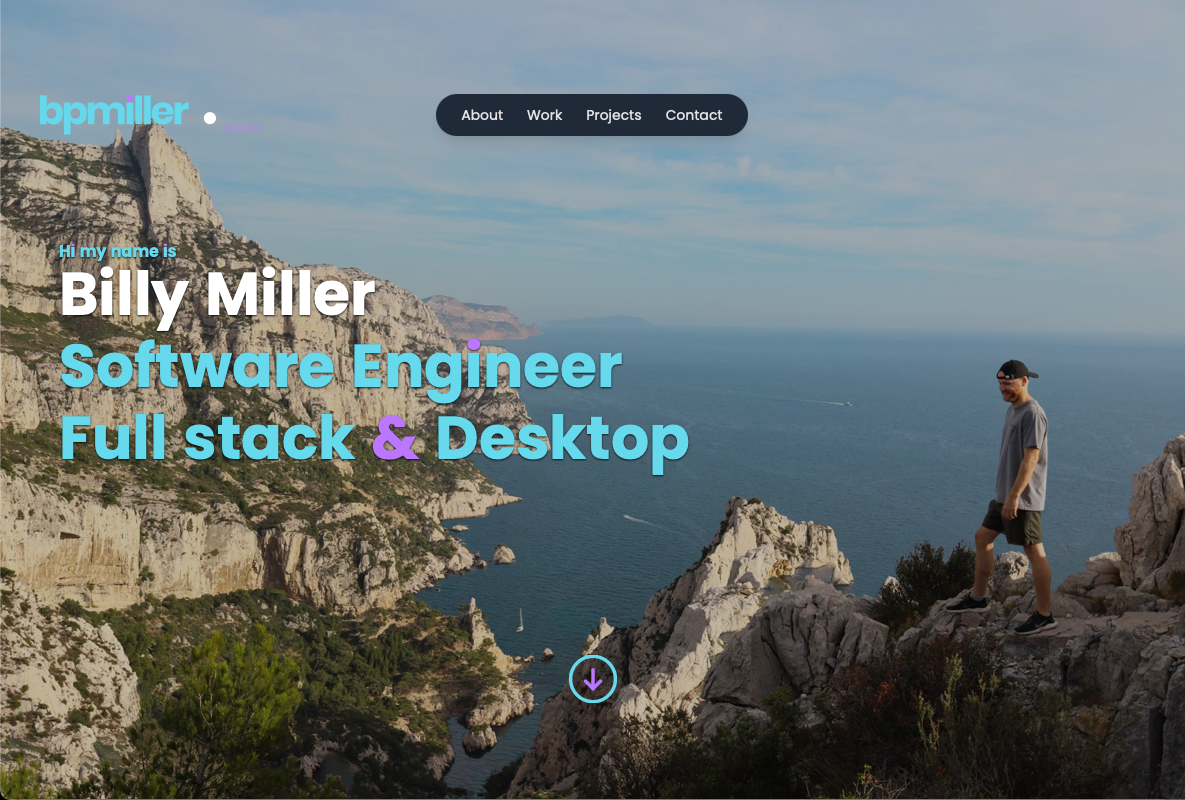 bpmiller
About Work Projects Contact
Hi my name is
Billy Miller
Software Engineer
Full stack & Desktop